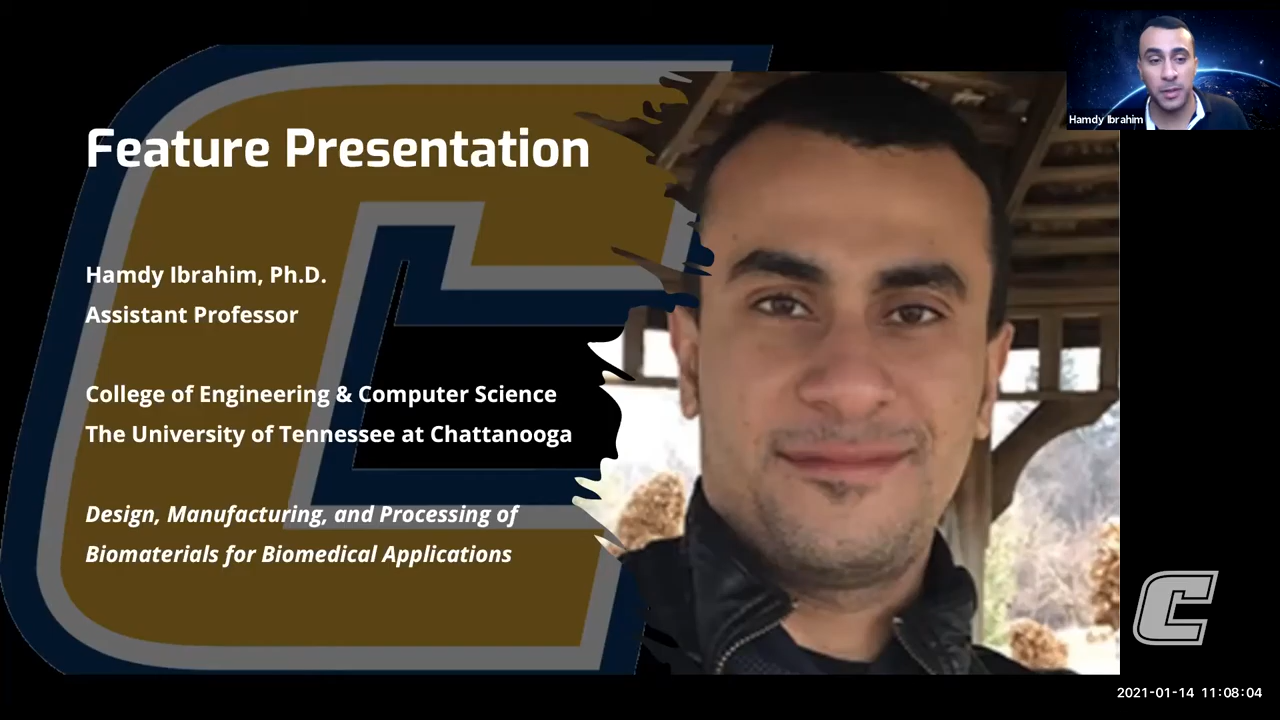 Feature Presentation
Hamdy Ibrahim, Ph.D.
Assistant Professor
College of Engineering & Computer Science
The University of Tennessee at Chattanooga
Design, Manufacturing, and Processing of
Biomaterials for Biomedical Applications
Hamdy Ibrahim
2021-01-14 11:08:04